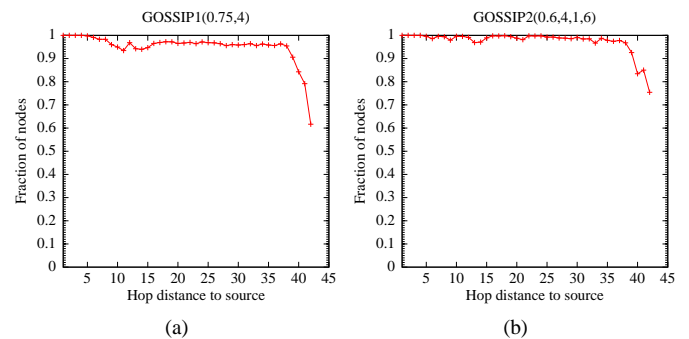 GOSSIP1(0.75,4)
1
0.9
0.8
0.7
0.6
0.5
0.4
0.3
0.2
0.1
0
Fraction of nodes
5 10 15 20 25 30 35 40 45
Hop distance to source
(a)
GOSSIP2(0.6,4,1,6)
1
0.9
0.8
0.7
0.6
0.5
0.4
0.3
0.2
0.1
0
Fraction of nodes
5 10 15 20 25 30 35 40 45
Hop distance to source
(b)